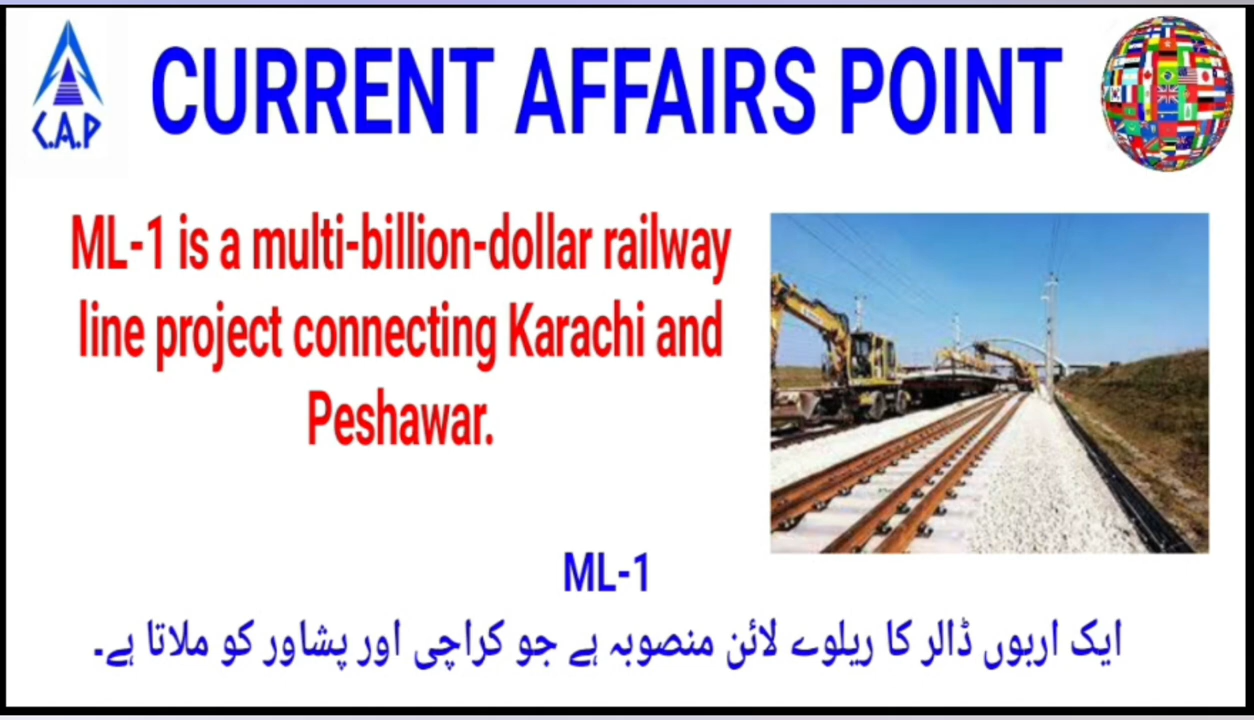 C.A.P
CURRENT AFFAIRS POINT
ML-1 is a multi-billion-dollar railway
line project connecting Karachi and
Peshawar.
ML-1
ایک اربوں ڈالر کا ریلوے لائن منصوبہ ہے جو کراچی اور پشاور کو ملاتا ہے۔